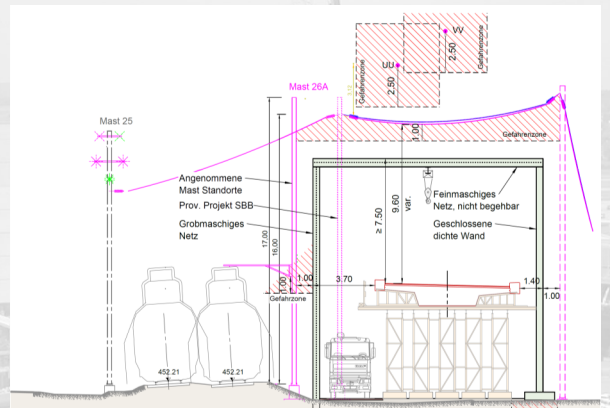 VV
Gefahrenzone
2.50
UU
Gefahrenzone
2.50
Mast 26A
Mast 25
1.00
Gefahrenzone
Angenommene
Mast Standorte
Prov. Projekt SBB
Grobmaschiges
Netz
17.00
16.00
≥ 7.50
9.60
var.
Feinmaschiges
Netz, nicht begehbar
Geschlossene
dichte Wand
1.00
1.00
3.70
1.40
1.00
Gefahrzone
452.21
452.21